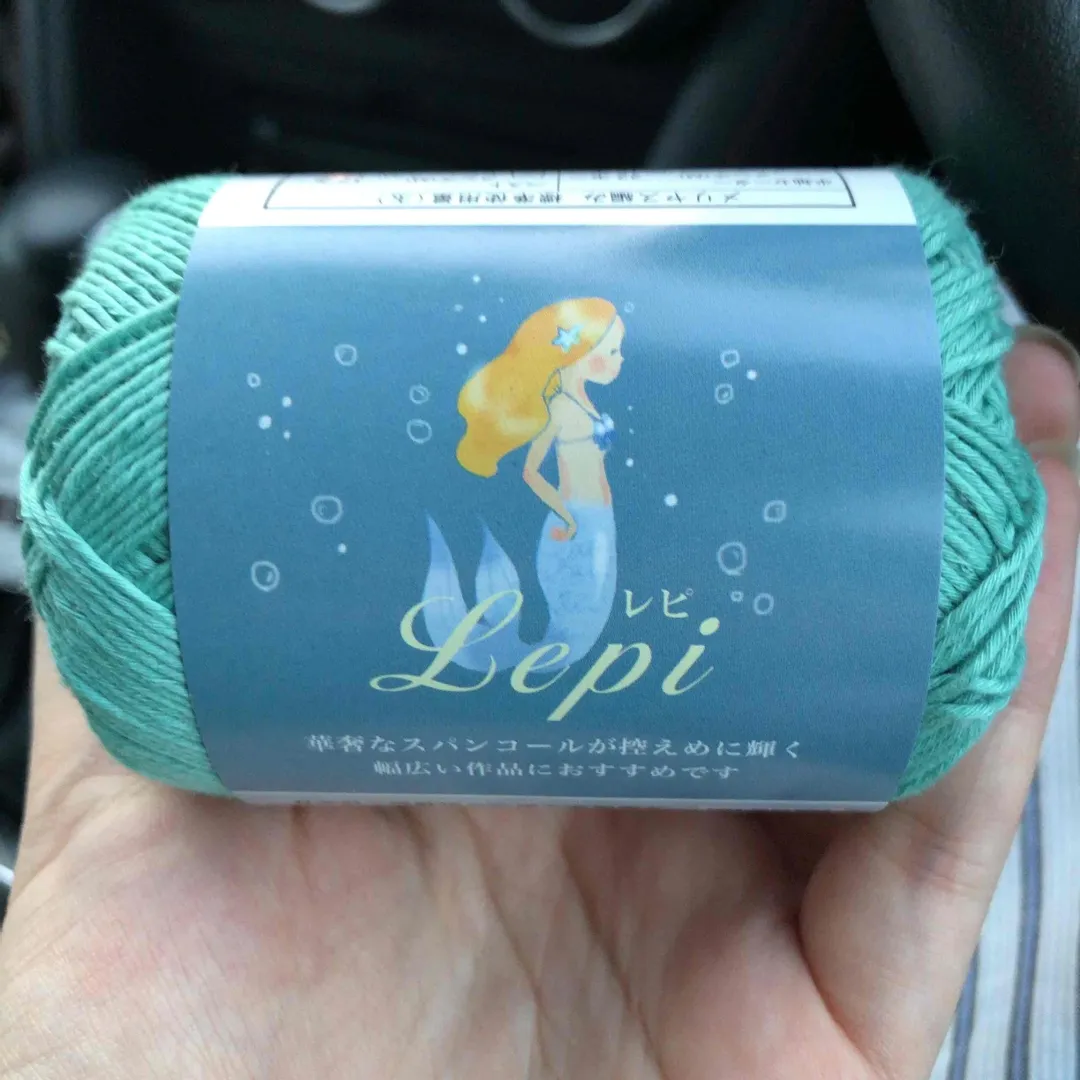 レピ
Lepi
華奢なスパンコールが控えめに輝く
幅広い作品におすすめです